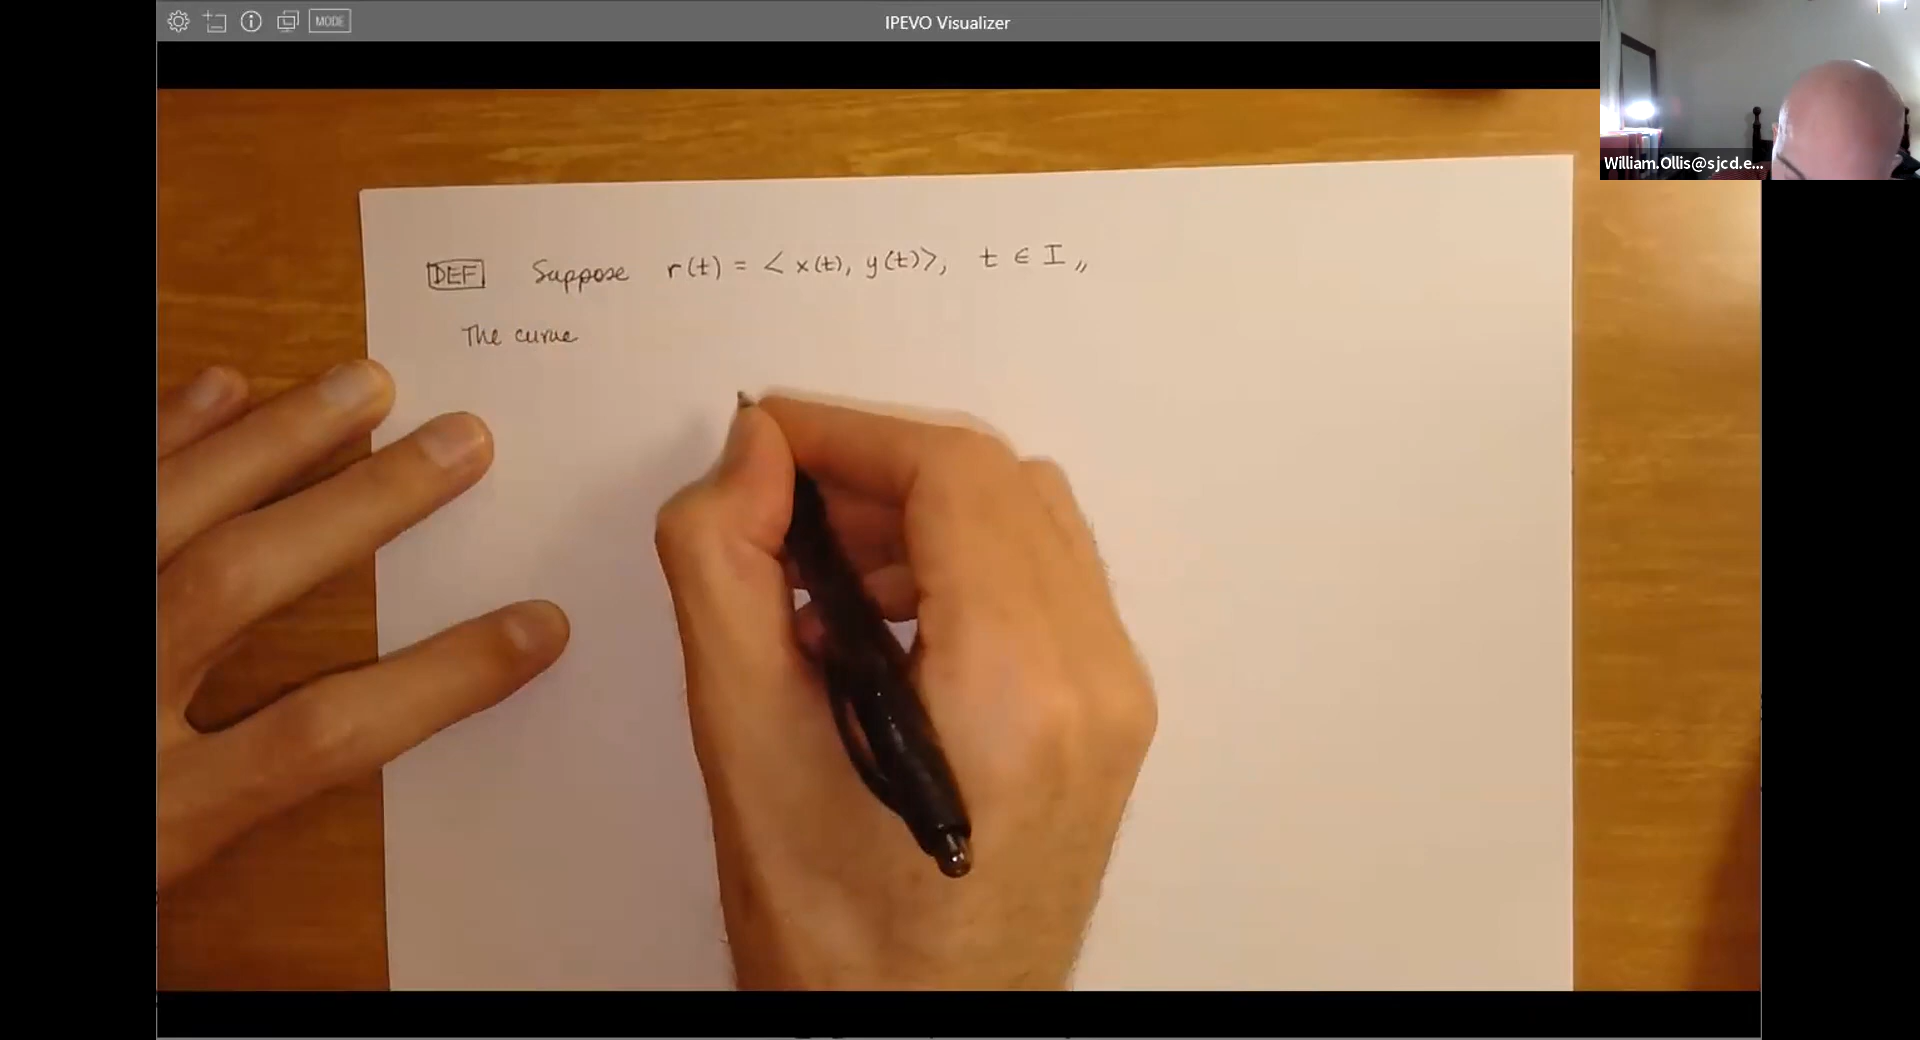 MODE
IPEVO Visualizer
William.Ollis@sjcd.e...
DEF Suppose r(t) = < x(t), y(t)>, t ∈ I,,
The curve